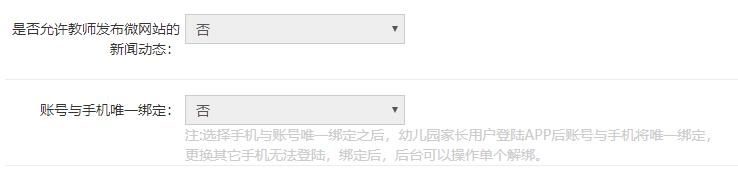 是否允许教师发布微网站的
新闻动态：
否
账号与手机唯一绑定：
否
注:选择手机与账号唯一绑定之后，幼儿园家长用户登陆APP后账号与手机将唯一绑定，
更换其它手机无法登陆，绑定后，后台可以操作单个解绑。